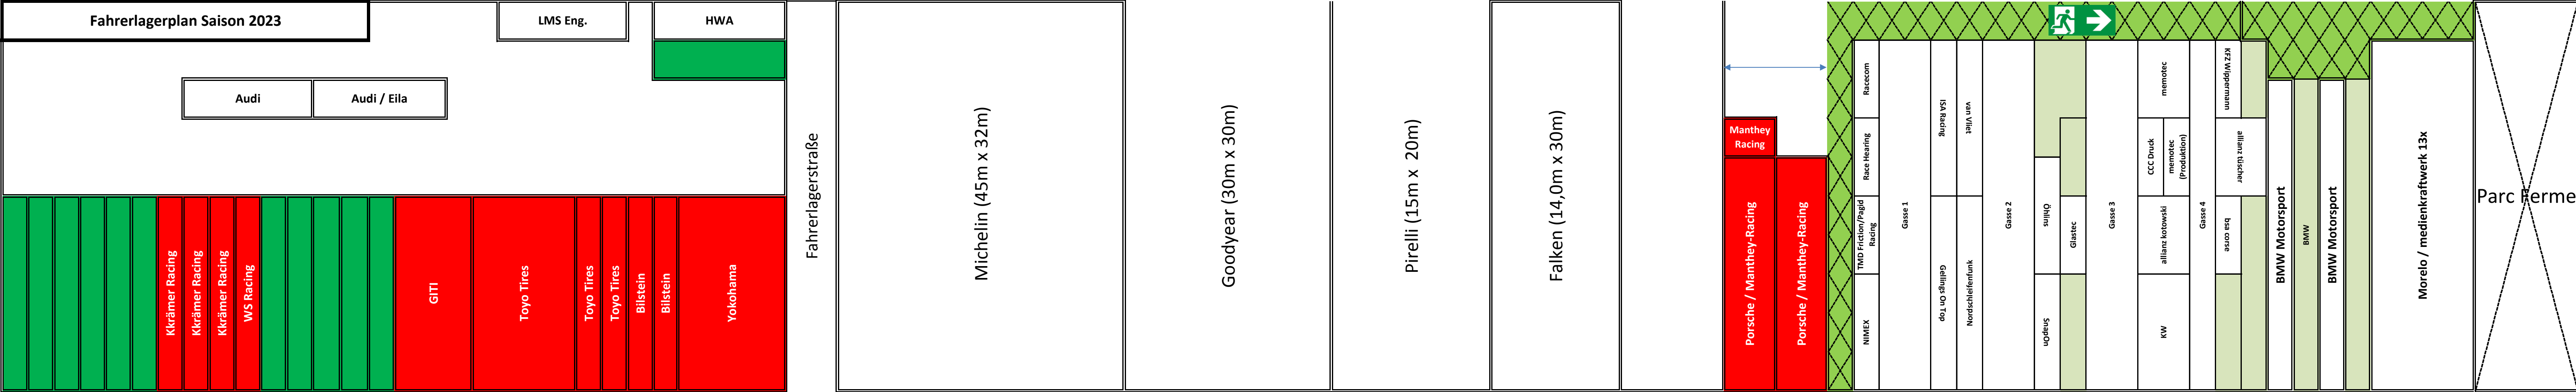 Fahrerlagerplan Saison 2023
LMS Eng.
HWA
Audi
Audi / Eila
Kkrämer Racing
Kkrämer Racing
Kkrämer Racing
WS Racing
GITI
Toyo Tires
Toyo Tires
Toyo Tires
Bilstein
Bilstein
Yokohama
Fahrerlagerstraße
Michelin (45m x 32m)
Goodyear (30m x 30m)
Pirelli (15m x 20m)
Falken (14,0m x 30m)
Manthey
Racing
Porsche / Manthey-Racing
Porsche / Manthey-Racing
Racecom
Race Hearing
TMD Friction/Pagid
Racing
NIMEX
Gasse 1
ISA Racing
Gellings On Top
van Vliet
Nordschleifenfunk
Gasse 2
Öhlins
SnapOn
Glastec
Gasse 3
memotec
CCC Druck
memotec
(Produktion)
allianz kotowski
KW
Gasse 4
KFZ Wippermann
allianz tüscher
bsa corse
BMW Motorsport
BMW
BMW Motorsport
Morelo / medienkraftwerk 13x
Parc Ferme